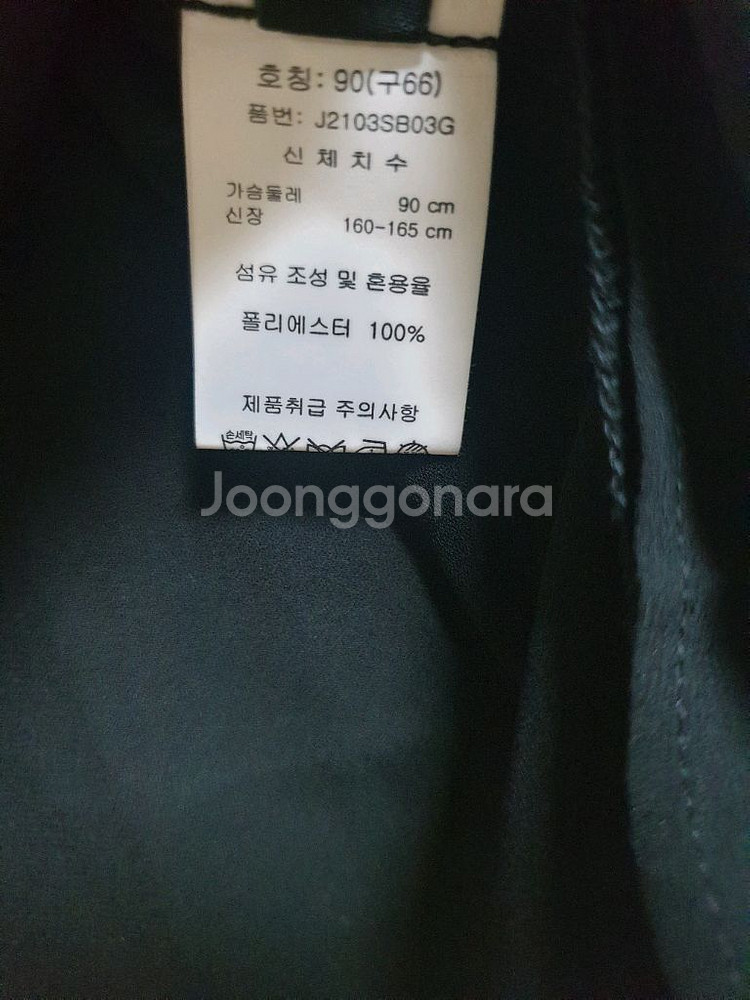 호칭: 90(구66)
품번: J2103SB03G
신 체 치 수
가슴둘레 90 cm
신장 160-165 cm
섬유 조성 및 혼용율
폴리에스터 100%
제품취급 주의사항
손세탁
Joonggonara